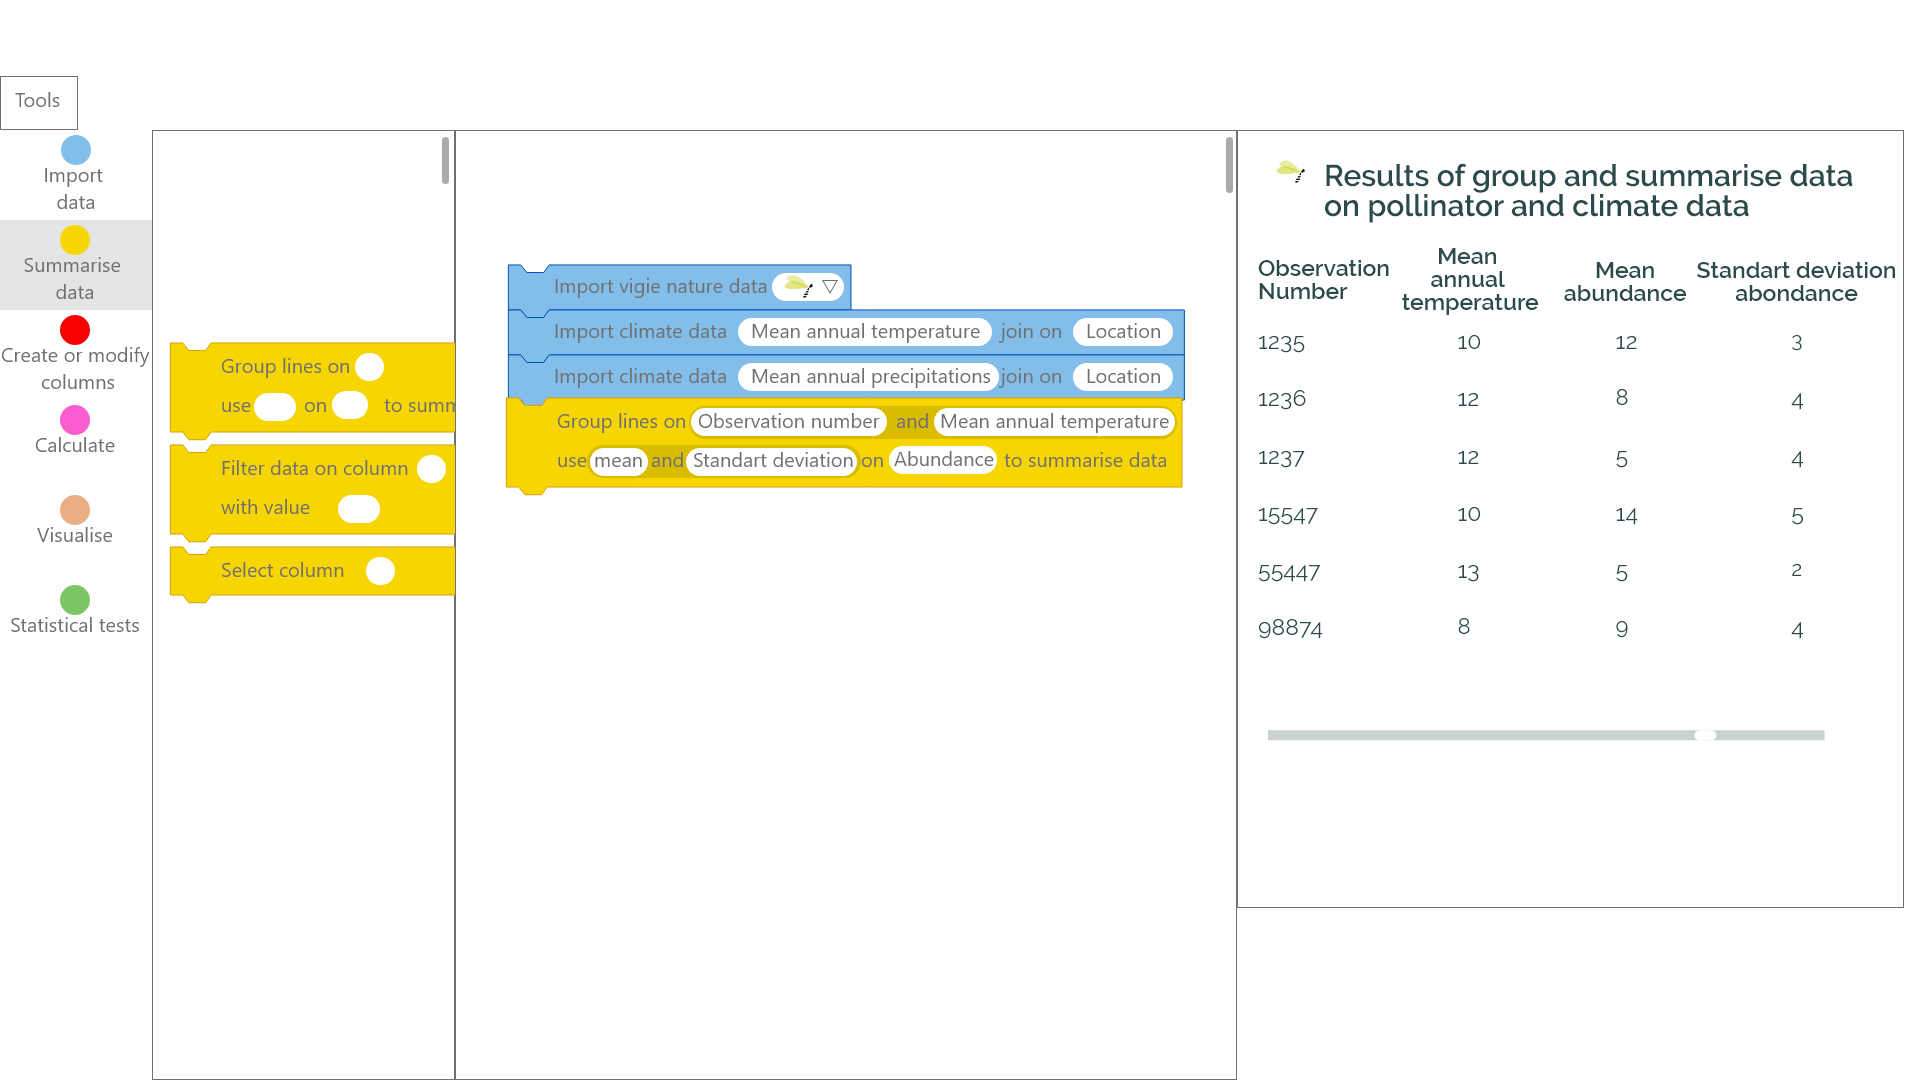 Tools
Import
data
Summarise
data
Create or modify
columns
Calculate
Visualise
Statistical tests
Group lines on
use on to summ
Filter data on column
with value
Select column
Import vigie nature data
Import climate data Mean annual temperature join on Location
Import climate data Mean annual precipitations join on Location
Group lines on Observation number and Mean annual temperature
use mean and Standart deviation on Abundance to summarise data
Results of group and summarise data
on pollinator and climate data
Observation
Number
Mean
annual
temperature
Mean
abundance
Standart deviation
abondance
1235 10 12 3
1236 12 8 4
1237 12 5 4
15547 10 14 5
55447 13 5 2
98874 8 9 4